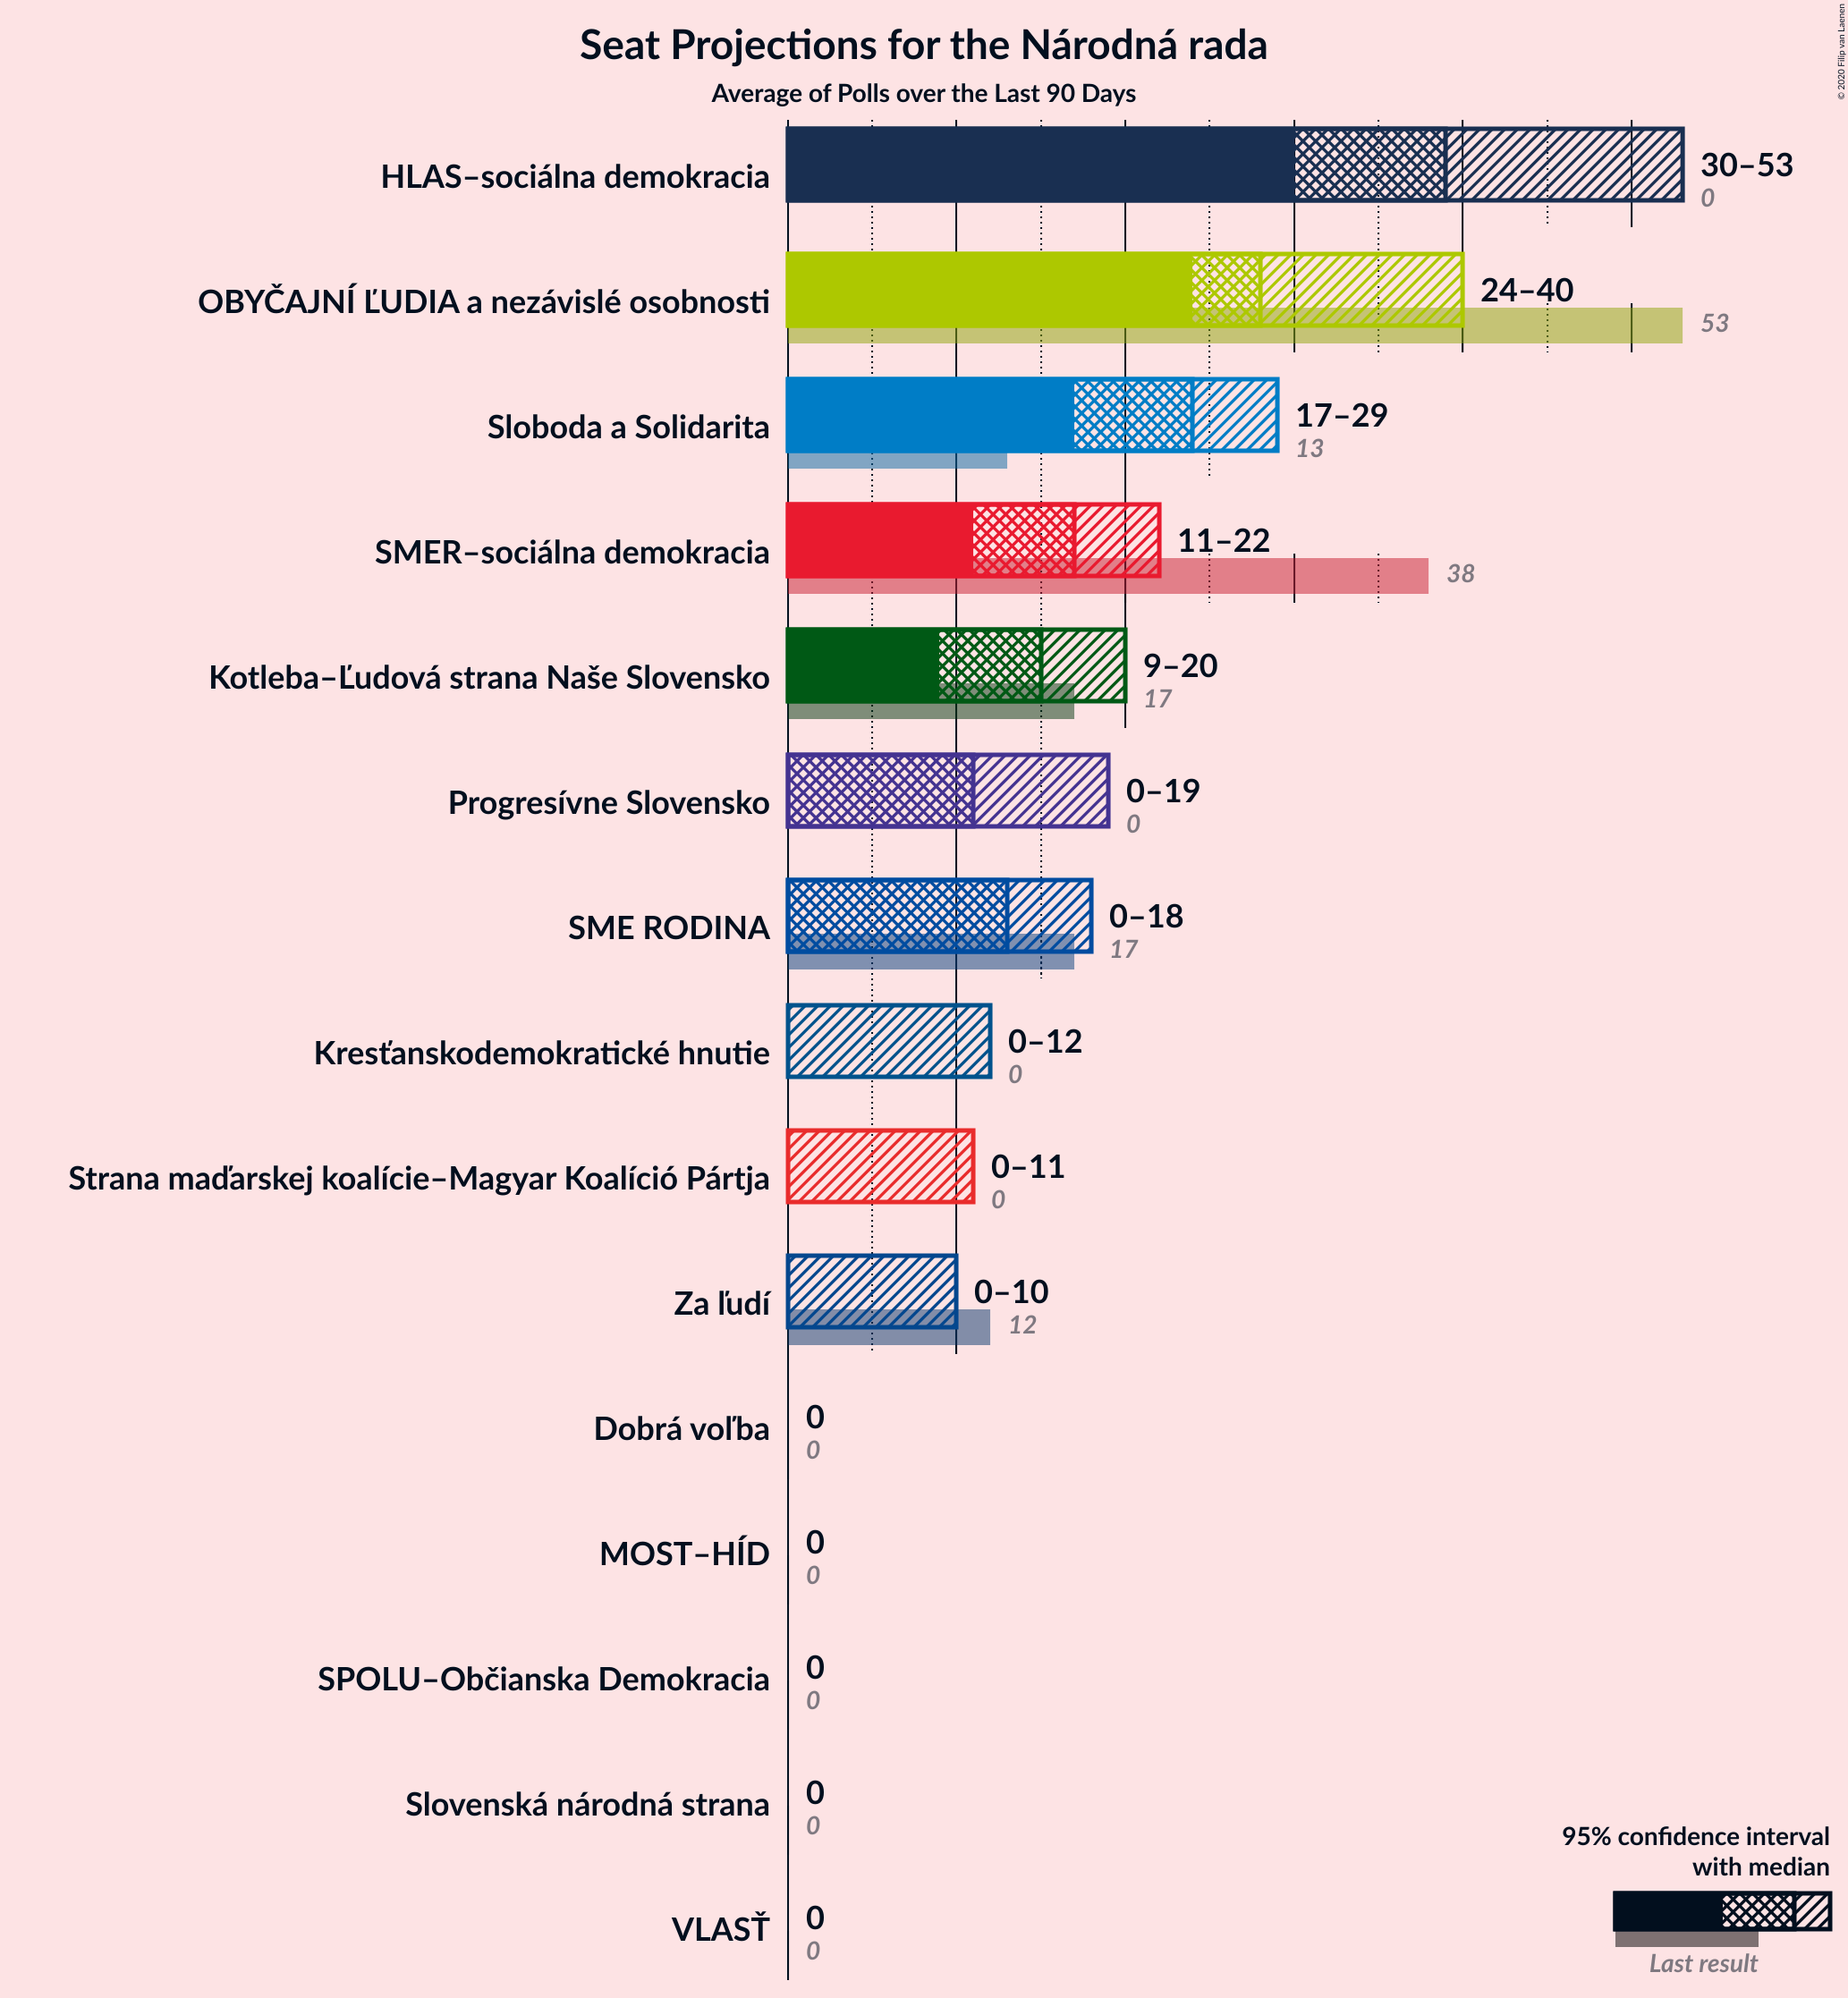 Seat Projections for the Národná rada
Average of Polls over the Last 90 Days
© 2020 Filip van Laenen
HLAS–sociálna demokracia
30–53
0
OBYČAJNÍ ĽUDIA a nezávislé osobnosti
24–40
53
Sloboda a Solidarita
17–29
13
SMER–sociálna demokracia
11–22
38
Kotleba–Ľudová strana Naše Slovensko
9–20
17
Progresívne Slovensko
0–19
0
SME RODINA
0–18
17
Kresťanskodemokratické hnutie
0–12
0
Strana maďarskej koalície–Magyar Koalíció Pártja
0–11
0
Za ľudí
0–10
12
Dobrá voľba
0
0
MOST–HÍD
0
0
SPOLU–Občianska Demokracia
0
0
Slovenská národná strana
0
0
VLASŤ
0
0
95% confidence interval
with median
Last result